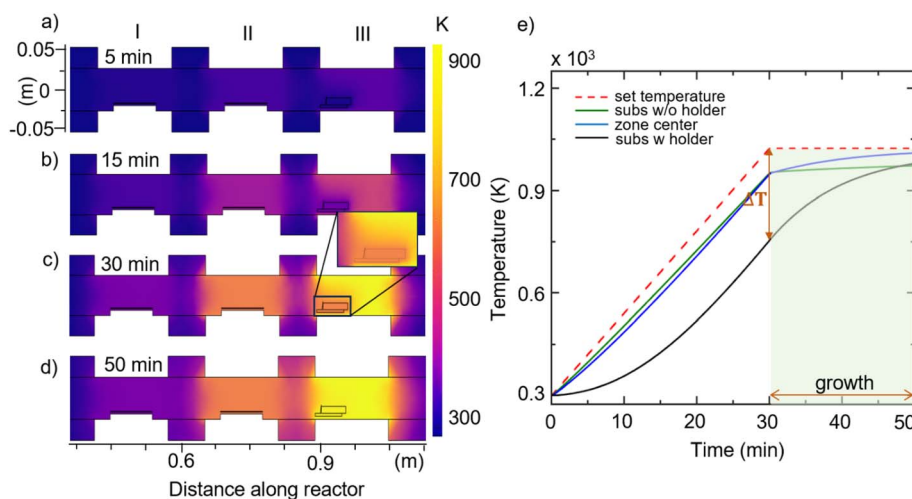 a)
I II III
K
0.05
0
-0.05
(m)
5 min
b)
15 min
c)
30 min
d)
50 min
900
700
500
300
0.6 0.9 (m)
Distance along reactor
e)
x 10³
1.2
0.9
0.6
0.3
Temperature (K)
set temperature
subs w/o holder
zone center
subs w holder
ΔT
growth
0 10 20 30 40 50
Time (min)